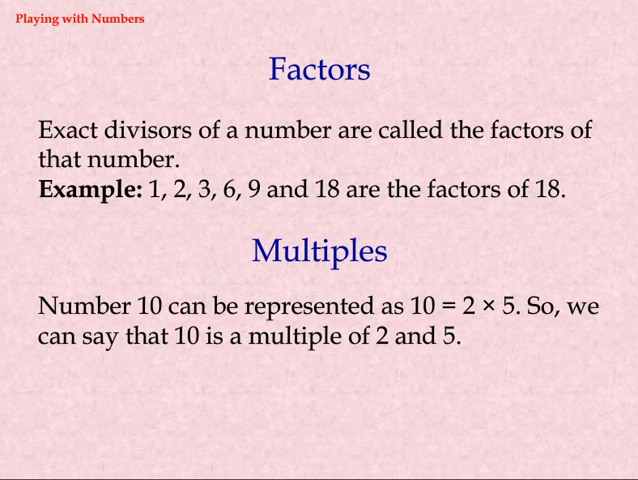 Playing with Numbers
Factors
Exact divisors of a number are called the factors of
that number.
Example: 1, 2, 3, 6, 9 and 18 are the factors of 18.
Multiples
Number 10 can be represented as 10 = 2 × 5. So, we
can say that 10 is a multiple of 2 and 5.